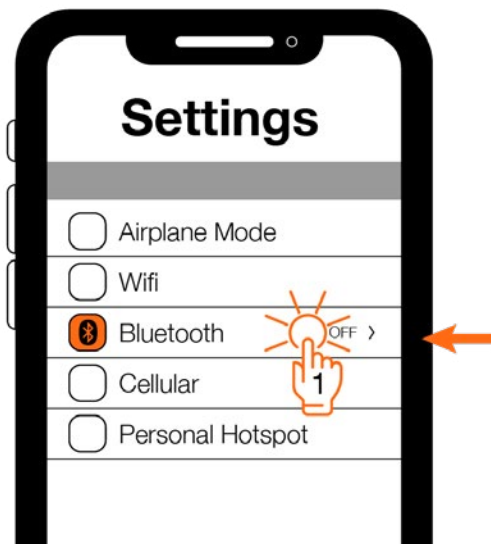 Settings
Airplane Mode
Wifi
Bluetooth OFF >
Cellular
1
Personal Hotspot